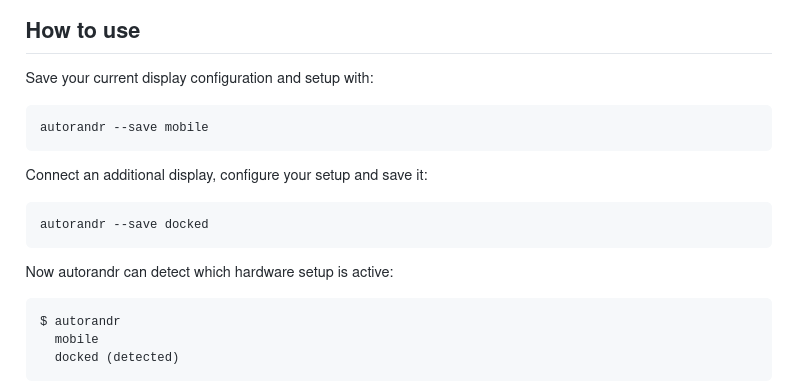 How to use
Save your current display configuration and setup with:
autorandr --save mobile
Connect an additional display, configure your setup and save it:
autorandr --save docked
Now autorandr can detect which hardware setup is active:
$ autorandr
  mobile
  docked (detected)